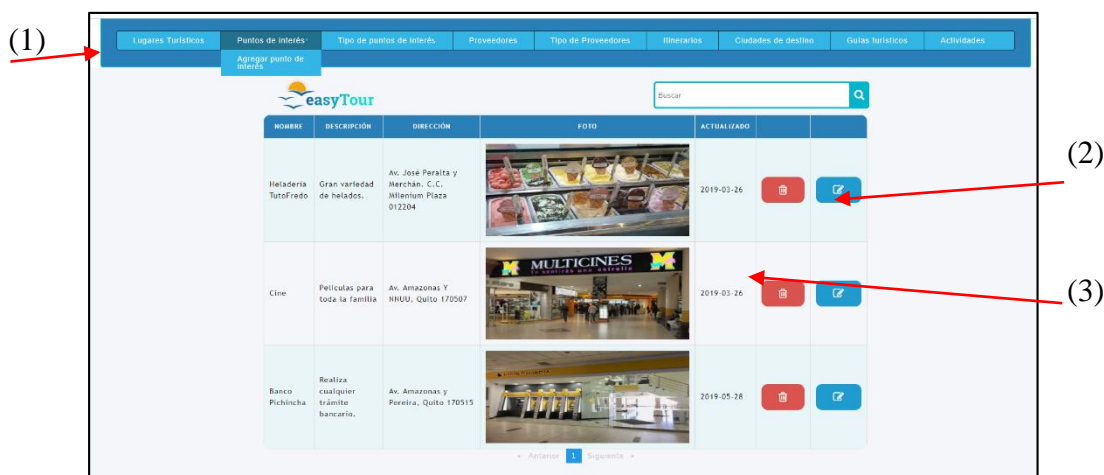 (1)
Lugares Turísticos Puntos de interés Tipo de puntos de interés Proveedores Tipo de Proveedores Itinerarios Ciudades de destino Guías turísticos Actividades
Agregar punto de
interés
easyTour
Buscar
NOMBRE DESCRIPCIÓN DIRECCIÓN FOTO ACTUALIZADO
(2)
Heladería
TutoFredo
Gran variedad
de helados.
Av. José Peralta y
Merchán. C.C.
Milenium Plaza
012204
2019-03-26
(3)
Cine
Películas para
toda la familia
Av. Amazonas Y
NNUU, Quito 170507
MULTICINES
2019-03-26
Banco
Pichincha
Realiza
cualquier
trámite
bancario.
Av. Amazonas y
Pereira, Quito 170515
2019-05-28
« Anterior 1 Siguiente »